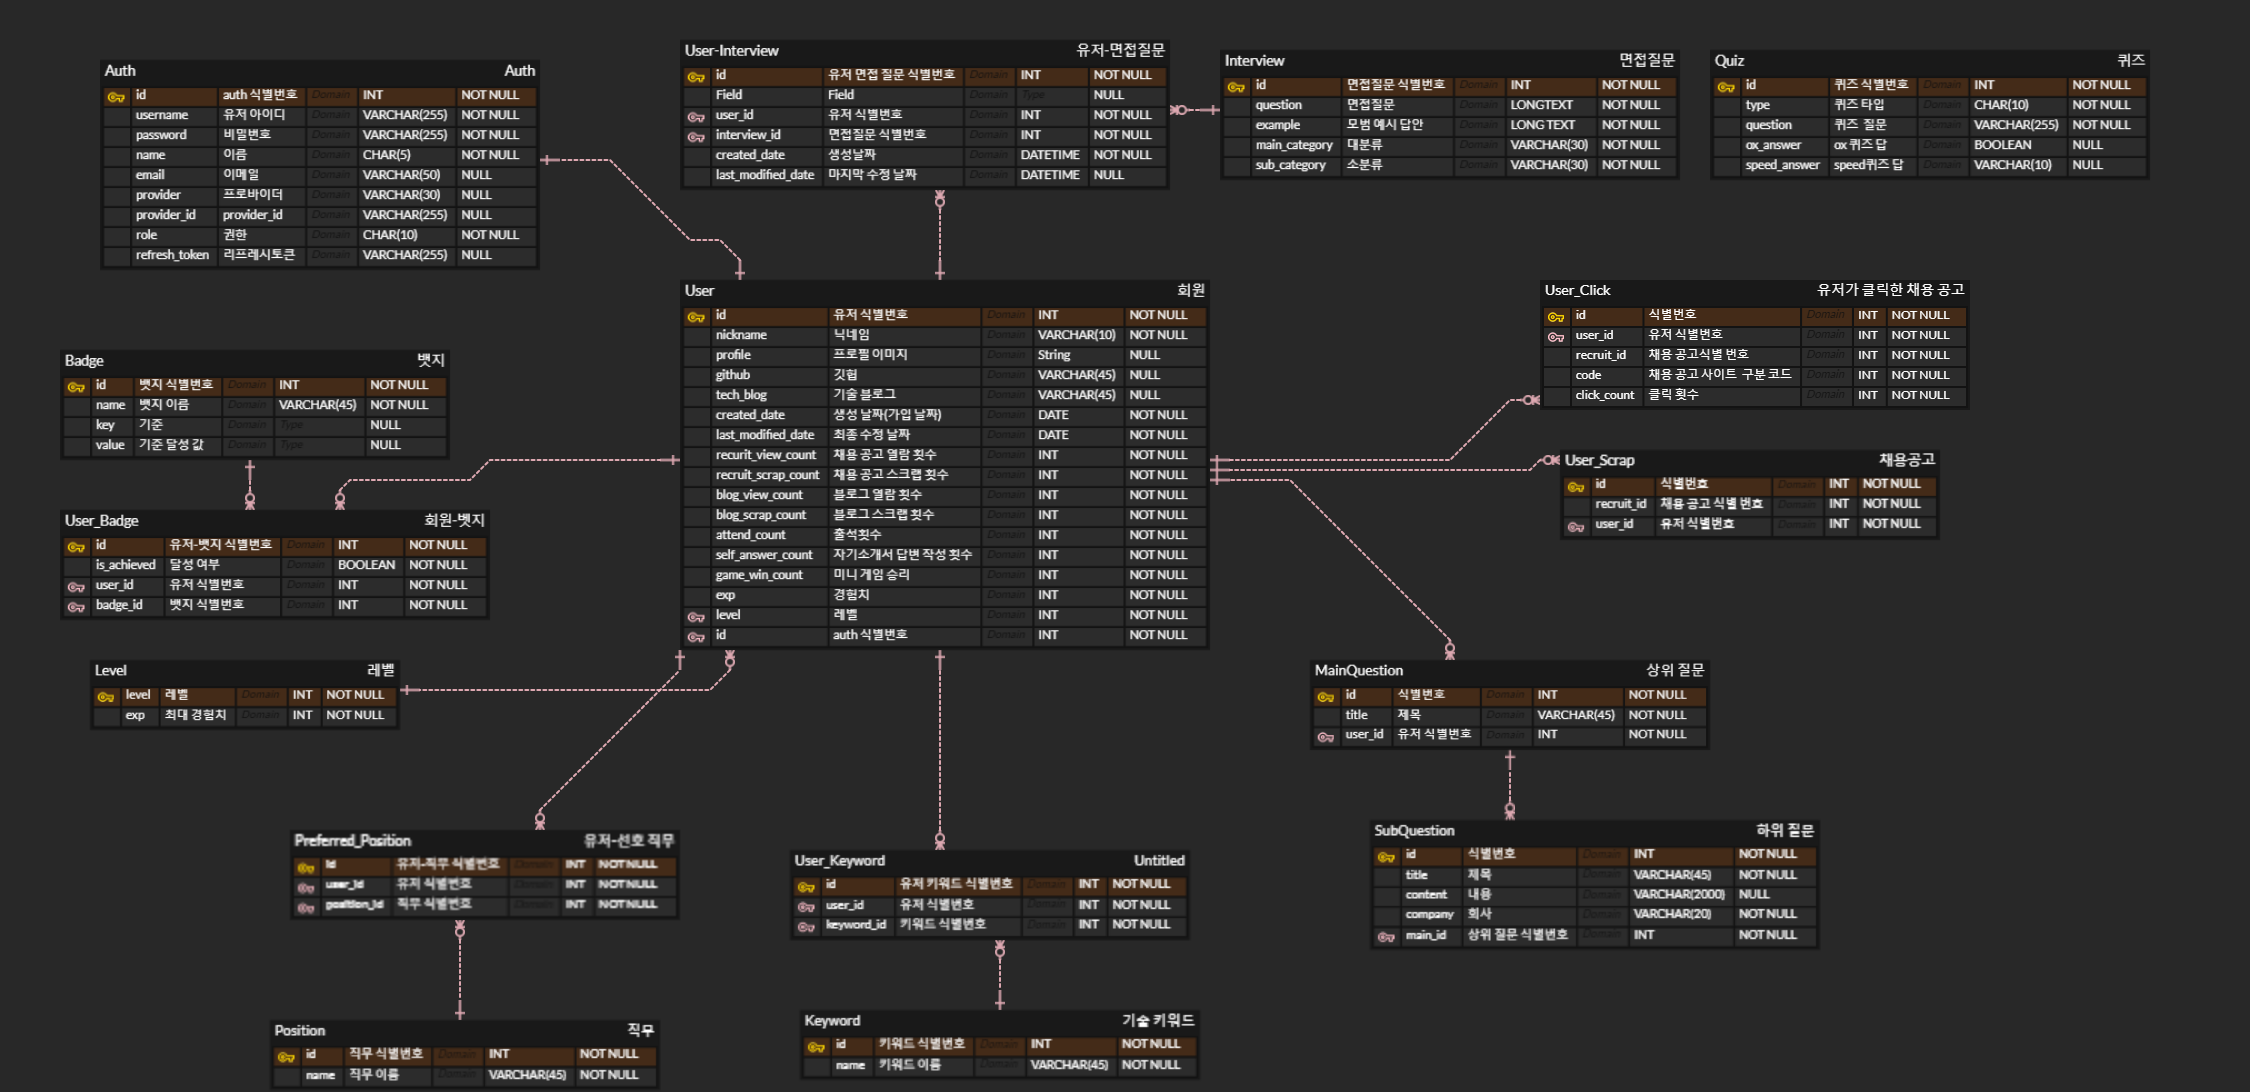 Auth Auth
id auth 식별번호 Domain INT NOT NULL
username 유저 아이디 Domain VARCHAR(255) NOT NULL
password 비밀번호 Domain VARCHAR(255) NOT NULL
name 이름 Domain CHAR(5) NOT NULL
email 이메일 Domain VARCHAR(50) NULL
provider 프로바이더 Domain VARCHAR(30) NULL
provider_id provider_id Domain VARCHAR(255) NULL
role 권한 Domain CHAR(10) NOT NULL
refresh_token 리프레시토큰 Domain VARCHAR(255) NULL
User-Interview 유저-면접질문
id 유저 면접 질문 식별번호 Domain INT NOT NULL
Field Field Domain Type NULL
user_id 유저 식별번호 Domain INT NOT NULL
interview_id 면접질문 식별번호 Domain INT NOT NULL
created_date 생성날짜 Domain DATETIME NOT NULL
last_modified_date 마지막 수정 날짜 Domain DATETIME NULL
Interview 면접질문
id 면접질문 식별번호 Domain INT NOT NULL
question 면접질문 Domain LONGTEXT NOT NULL
example 모범 예시 답안 Domain LONG TEXT NOT NULL
main_category 대분류 Domain VARCHAR(30) NOT NULL
sub_category 소분류 Domain VARCHAR(30) NOT NULL
Quiz 퀴즈
id 퀴즈 식별번호 Domain INT NOT NULL
type 퀴즈 타입 Domain CHAR(10) NOT NULL
question 퀴즈 질문 Domain VARCHAR(255) NOT NULL
ox_answer ox 퀴즈 답 Domain BOOLEAN NULL
speed_answer speed퀴즈 답 Domain VARCHAR(10) NULL
User 회원
id 유저 식별번호 Domain INT NOT NULL
nickname 닉네임 Domain VARCHAR(10) NOT NULL
profile 프로필 이미지 Domain String NULL
github 깃헙 Domain VARCHAR(45) NULL
tech_blog 기술 블로그 Domain VARCHAR(45) NULL
created_date 생성 날짜(가입 날짜) Domain DATE NOT NULL
last_modified_date 최종 수정 날짜 Domain DATE NOT NULL
recurit_view_count 채용 공고 열람 횟수 Domain INT NOT NULL
recruit_scrap_count 채용 공고 스크랩 횟수 Domain INT NOT NULL
blog_view_count 블로그 열람 횟수 Domain INT NOT NULL
blog_scrap_count 블로그 스크랩 횟수 Domain INT NOT NULL
attend_count 출석횟수 Domain INT NOT NULL
self_answer_count 자기소개서 답변 작성 횟수 Domain INT NOT NULL
game_win_count 미니 게임 승리 Domain INT NOT NULL
exp 경험치 Domain INT NOT NULL
level 레벨 Domain INT NOT NULL
id auth 식별번호 Domain INT NOT NULL
User_Click 유저가 클릭한 채용 공고
id 식별번호 Domain INT NOT NULL
user_id 유저 식별번호 Domain INT NOT NULL
recruit_id 채용 공고식별 번호 Domain INT NOT NULL
code 채용 공고 사이트 구분 코드 Domain INT NOT NULL
click_count 클릭 횟수 Domain INT NOT NULL
Badge 뱃지
id 뱃지 식별번호 Domain INT NOT NULL
name 뱃지 이름 Domain VARCHAR(45) NOT NULL
key 기준 Domain Type NULL
value 기준 달성 값 Domain Type NULL
User_Scrap 채용공고
id 식별번호 Domain INT NOT NULL
recruit_id 채용 공고 식별 번호 Domain INT NOT NULL
user_id 유저 식별번호 Domain INT NOT NULL
User_Badge 회원-뱃지
id 유저-뱃지 식별번호 Domain INT NOT NULL
is_achieved 달성 여부 Domain BOOLEAN NOT NULL
user_id 유저 식별번호 Domain INT NOT NULL
badge_id 뱃지 식별번호 Domain INT NOT NULL
Level 레벨
level 레벨 Domain INT NOT NULL
exp 최대 경험치 Domain INT NOT NULL
MainQuestion 상위 질문
id 식별번호 Domain INT NOT NULL
title 제목 Domain VARCHAR(45) NOT NULL
user_id 유저 식별번호 Domain INT NOT NULL
Preferred_Position 유저-선호 직무
id 유저-직무 식별번호 Domain INT NOT NULL
user_id 유저 식별번호 Domain INT NOT NULL
position_id 직무 식별번호 Domain INT NOT NULL
User_Keyword Untitled
id 유저 키워드 식별번호 Domain INT NOT NULL
user_id 유저 식별번호 Domain INT NOT NULL
keyword_id 키워드 식별번호 Domain INT NOT NULL
SubQuestion 하위 질문
id 식별번호 Domain INT NOT NULL
title 제목 Domain VARCHAR(45) NOT NULL
content 내용 Domain VARCHAR(2000) NULL
company 회사 Domain VARCHAR(20) NOT NULL
main_id 상위 질문 식별번호 Domain INT NOT NULL
Position 직무
id 직무 식별번호 Domain INT NOT NULL
name 직무 이름 Domain VARCHAR(45) NOT NULL
Keyword 기술 키워드
id 키워드 식별번호 Domain INT NOT NULL
name 키워드 이름 Domain VARCHAR(45) NOT NULL